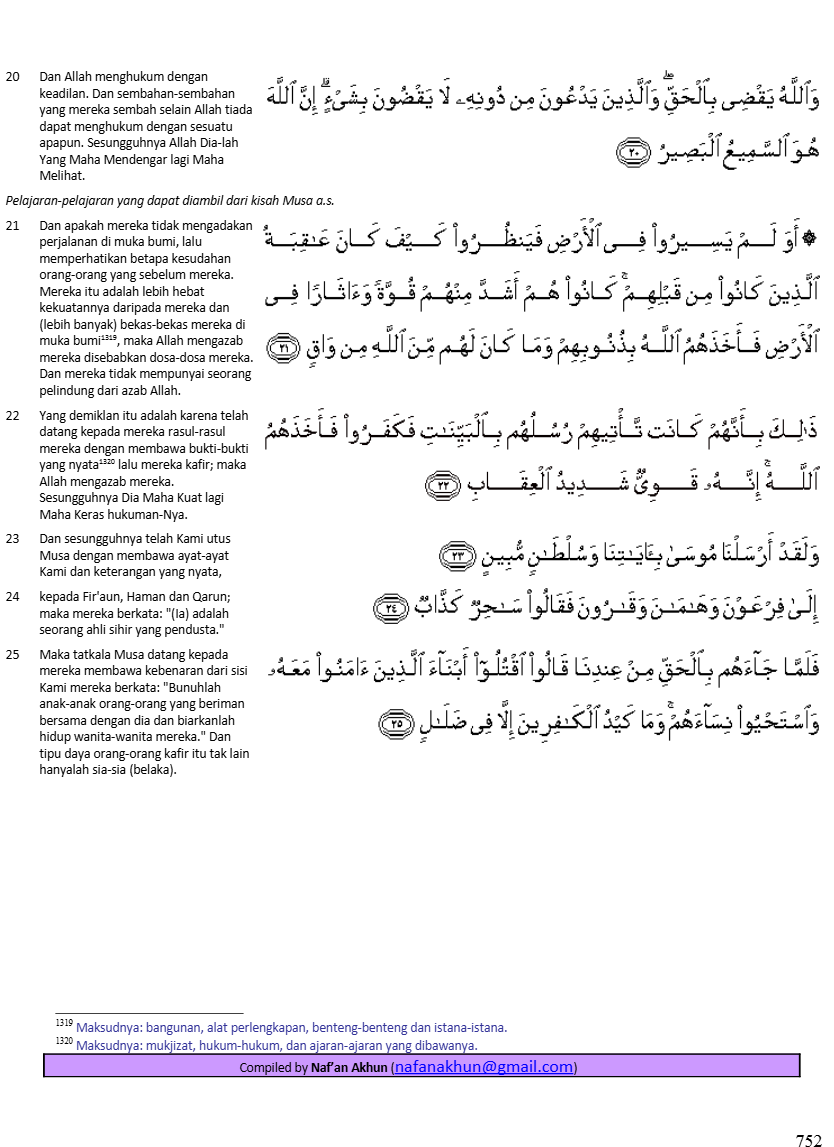 20 Dan Allah menghukum dengan
keadilan. Dan sembahan-sembahan
yang mereka sembah selain Allah tiada
dapat menghukum dengan sesuatu
apapun. Sesungguhnya Allah Dia-lah
Yang Maha Mendengar lagi Maha
Melihat.
وَٱللَّهُ يَقْضِى بِٱلْحَقِّ ۖ وَٱلَّذِينَ يَدْعُونَ مِن دُونِهِۦ لَا يَقْضُونَ بِشَىْءٍ ۗ إِنَّ ٱللَّهَ
هُوَ ٱلسَّمِيعُ ٱلْبَصِيرُ ٢٠
Pelajaran-pelajaran yang dapat diambil dari kisah Musa a.s.
21 Dan apakah mereka tidak mengadakan
perjalanan di muka bumi, lalu
memperhatikan betapa kesudahan
orang-orang yang sebelum mereka.
Mereka itu adalah lebih hebat
kekuatannya daripada mereka dan
(lebih banyak) bekas-bekas mereka di
muka bumi¹³¹⁹, maka Allah mengazab
mereka disebabkan dosa-dosa mereka.
Dan mereka tidak mempunyai seorang
pelindung dari azab Allah.
۞ أَوَ لَمْ يَسِيرُوا۟ فِى ٱلْأَرْضِ فَيَنظُرُوا۟ كَيْفَ كَانَ عَـٰقِبَةُ
ٱلَّذِينَ كَانُوا۟ مِن قَبْلِهِمْ ۚ كَانُوا۟ هُمْ أَشَدَّ مِنْهُمْ قُوَّةً وَءَاثَارًا فِى
ٱلْأَرْضِ فَأَخَذَهُمُ ٱللَّهُ بِذُنُوبِهِمْ وَمَا كَانَ لَهُم مِّنَ ٱللَّهِ مِن وَاقٍ ٢١
22 Yang demiklan itu adalah karena telah
datang kepada mereka rasul-rasul
mereka dengan membawa bukti-bukti
yang nyata¹³²⁰ lalu mereka kafir; maka
Allah mengazab mereka.
Sesungguhnya Dia Maha Kuat lagi
Maha Keras hukuman-Nya.
ذَٰلِكَ بِأَنَّهُمْ كَانَت تَّأْتِيهِمْ رُسُلُهُم بِٱلْبَيِّنَـٰتِ فَكَفَرُوا۟ فَأَخَذَهُمُ
ٱللَّهُ ۚ إِنَّهُۥ قَوِىٌّ شَدِيدُ ٱلْعِقَابِ ٢٢
23 Dan sesungguhnya telah Kami utus
Musa dengan membawa ayat-ayat
Kami dan keterangan yang nyata,
وَلَقَدْ أَرْسَلْنَا مُوسَىٰ بِـَٔايَـٰتِنَا وَسُلْطَـٰنٍ مُّبِينٍ ٢٣
24 kepada Fir'aun, Haman dan Qarun;
maka mereka berkata: "(Ia) adalah
seorang ahli sihir yang pendusta."
إِلَىٰ فِرْعَوْنَ وَهَـٰمَـٰنَ وَقَـٰرُونَ فَقَالُوا۟ سَـٰحِرٌ كَذَّابٌ ٢٤
25 Maka tatkala Musa datang kepada
mereka membawa kebenaran dari sisi
Kami mereka berkata: "Bunuhlah
anak-anak orang-orang yang beriman
bersama dengan dia dan biarkanlah
hidup wanita-wanita mereka." Dan
tipu daya orang-orang kafir itu tak lain
hanyalah sia-sia (belaka).
فَلَمَّا جَآءَهُم بِٱلْحَقِّ مِنْ عِندِنَا قَالُوا۟ ٱقْتُلُوٓا۟ أَبْنَآءَ ٱلَّذِينَ ءَامَنُوا۟ مَعَهُۥ
وَٱسْتَحْيُوا۟ نِسَآءَهُمْ ۚ وَمَا كَيْدُ ٱلْكَـٰفِرِينَ إِلَّا فِى ضَلَـٰلٍ ٢٥
¹³¹⁹ Maksudnya: bangunan, alat perlengkapan, benteng-benteng dan istana-istana.
¹³²⁰ Maksudnya: mukjizat, hukum-hukum, dan ajaran-ajaran yang dibawanya.
Compiled by Naf'an Akhun (nafanakhun@gmail.com)
752